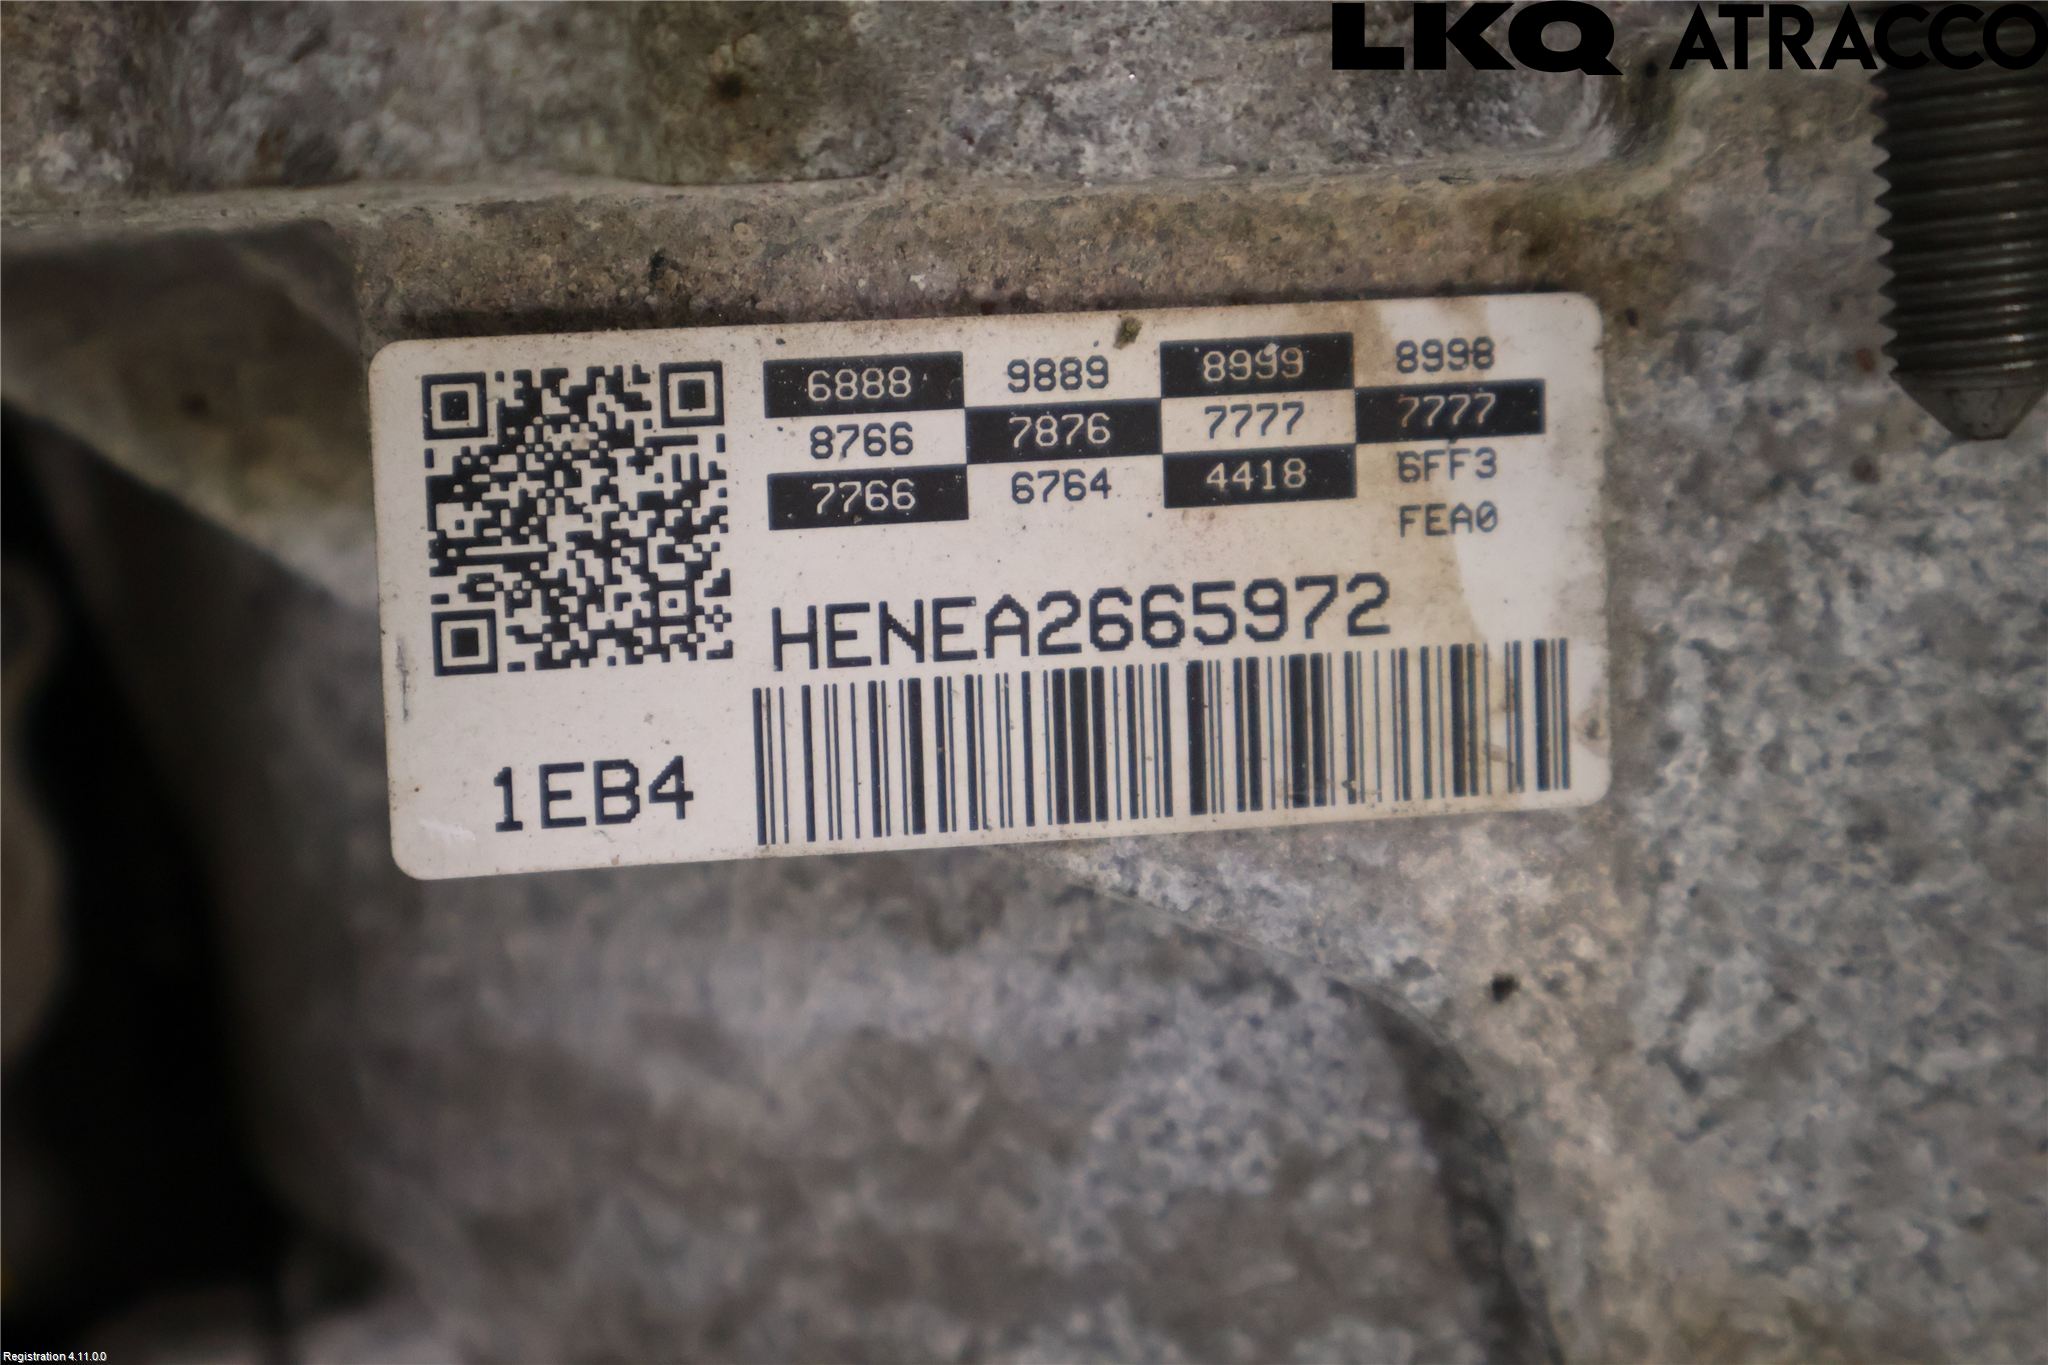 LKQ ATRACCO
6888 9889 8999 8998
8766 7876 7777 7777
7766 6764 4418 6FF3
FEA0
HENEA2665972
1EB4
Registration 4.11.0.0